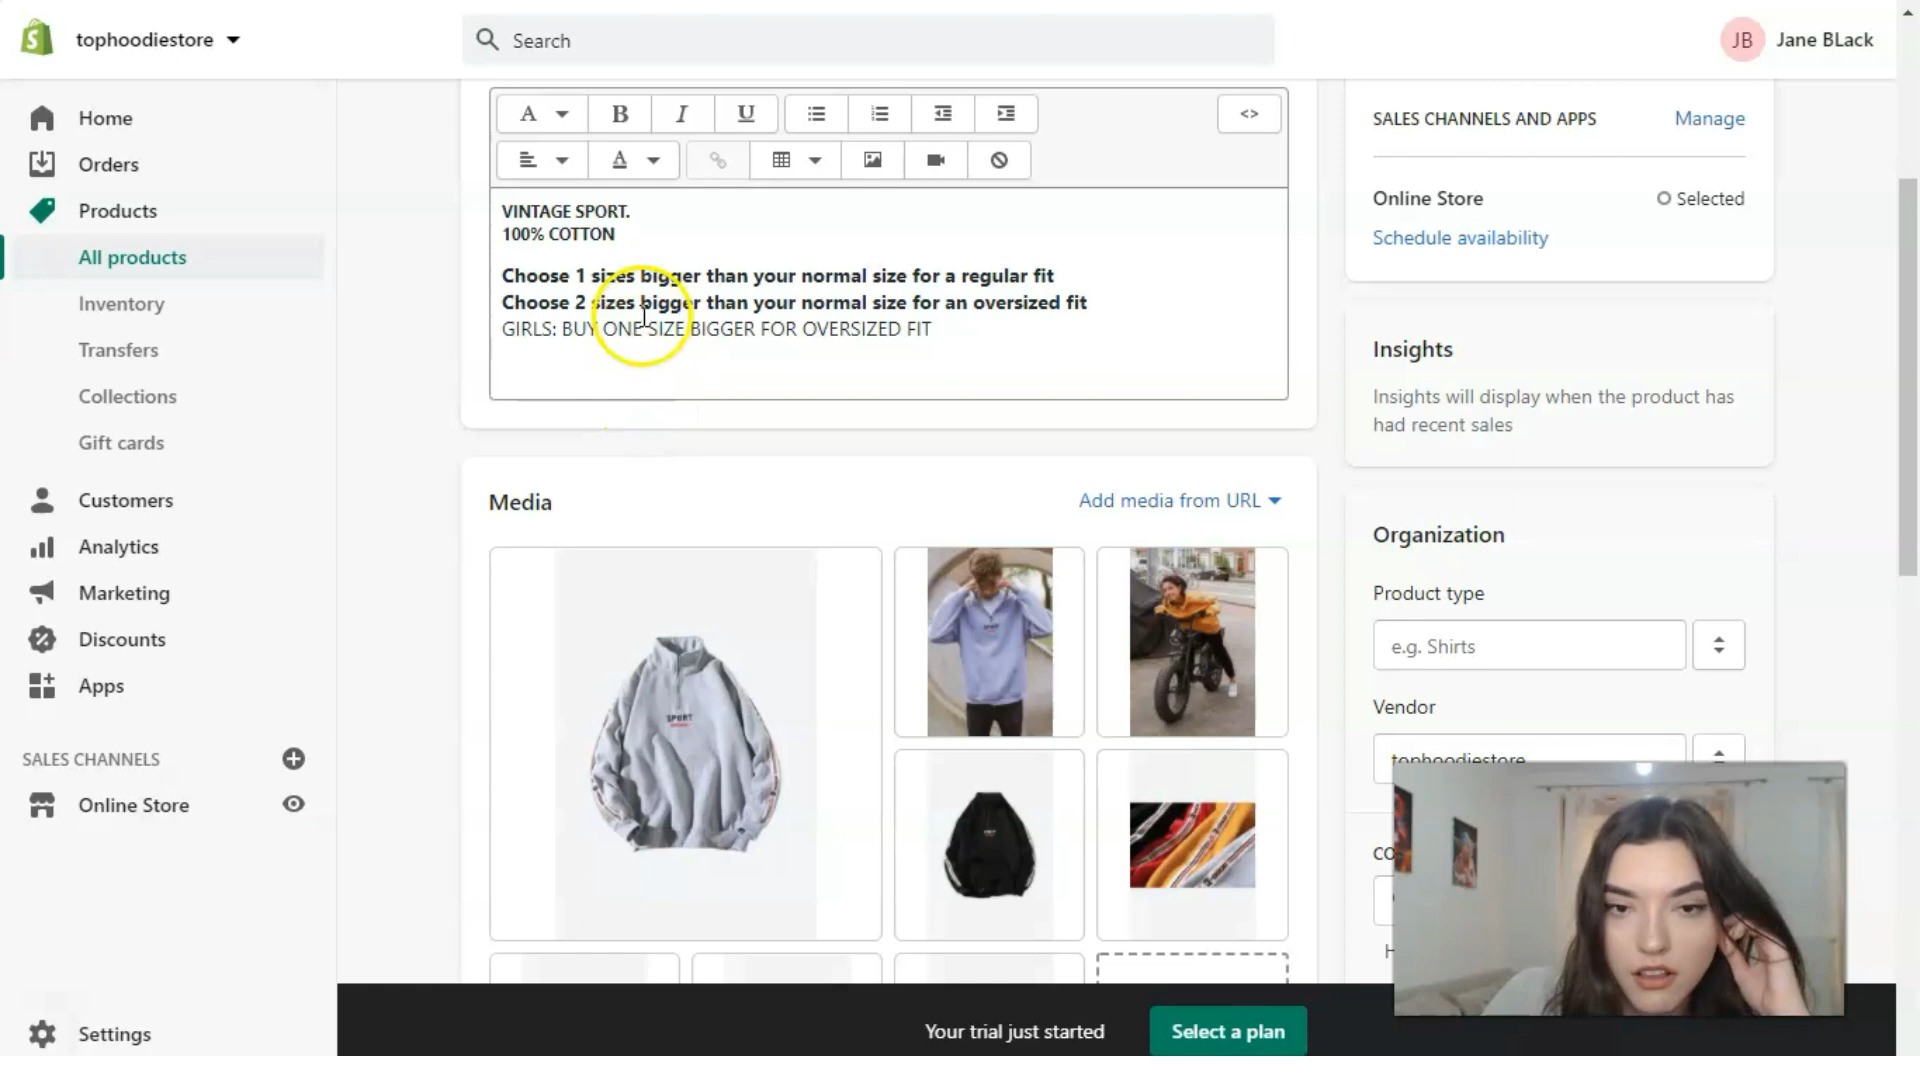 tophoodiestore
Search
JB
Jane BLack
Home
Orders
Products
All products
Inventory
Transfers
Collections
Gift cards
Customers
Analytics
Marketing
Discounts
Apps
SALES CHANNELS
Online Store
Settings
A
B
I
U
<>
A
VINTAGE SPORT.
100% COTTON
Choose 1 sizes bigger than your normal size for a regular fit
Choose 2 sizes bigger than your normal size for an oversized fit
GIRLS: BUY ONE SIZE BIGGER FOR OVERSIZED FIT
Media
Add media from URL
SPORT
SALES CHANNELS AND APPS
Manage
Online Store
Selected
Schedule availability
Insights
Insights will display when the product has
had recent sales
Organization
Product type
e.g. Shirts
Vendor
tophoodiestore
Your trial just started
Select a plan